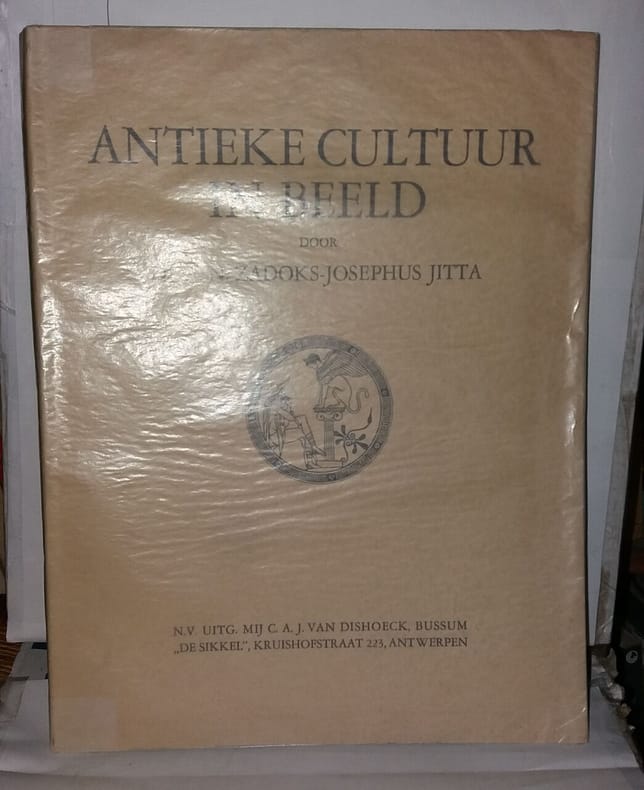 ANTIEKE CULTUUR
IN BEELD
DOOR
N. ZADOKS-JOSEPHUS JITTA
N.V. UITG. MIJ C. A. J. VAN DISHOECK, BUSSUM
„DE SIKKEL”, KRUISHOFSTRAAT 223, ANTWERPEN